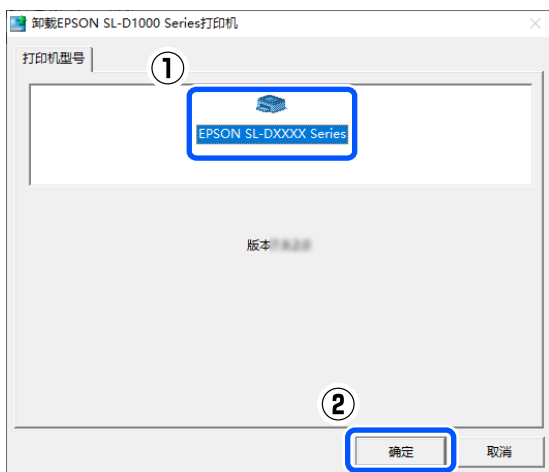 卸载EPSON SL-D1000 Series打印机
打印机型号
①
EPSON SL-DXXXX Series
版本
②
确定
取消